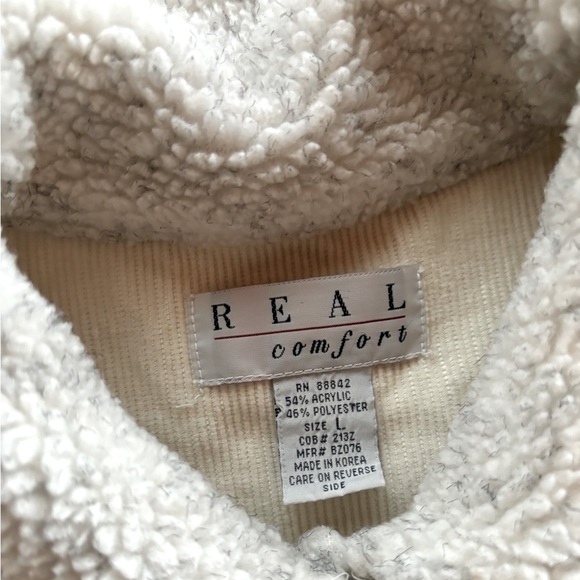 REAL
comfort
RN 88842
54% ACRYLIC
46% POLYESTER
SIZE L
COB# 213Z
MFR# BZ076
MADE IN KOREA
CARE ON REVERSE
SIDE